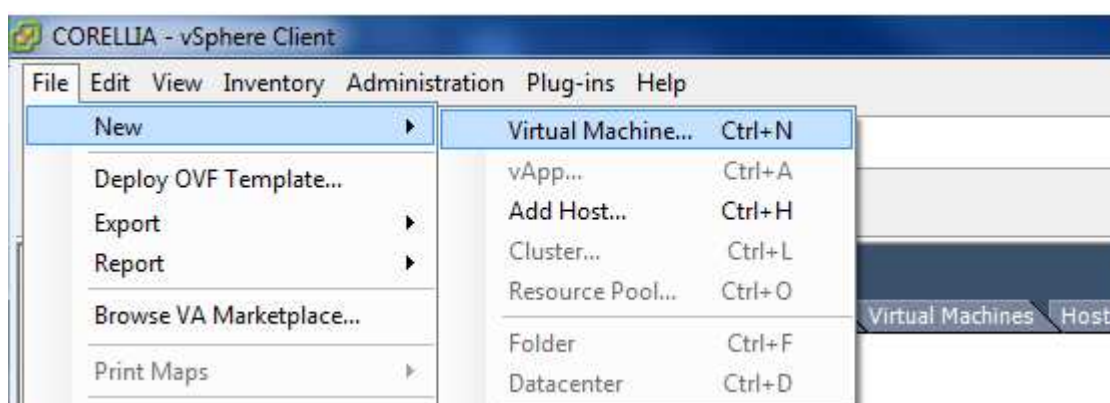 CORELLIA - vSphere Client
File Edit View Inventory Administration Plug-ins Help
New
Virtual Machine... Ctrl+N
Deploy OVF Template...
vApp... Ctrl+A
Export
Add Host... Ctrl+H
Report
Cluster... Ctrl+L
Browse VA Marketplace...
Resource Pool... Ctrl+O
Virtual Machines Host
Print Maps
Folder Ctrl+F
Datacenter Ctrl+D